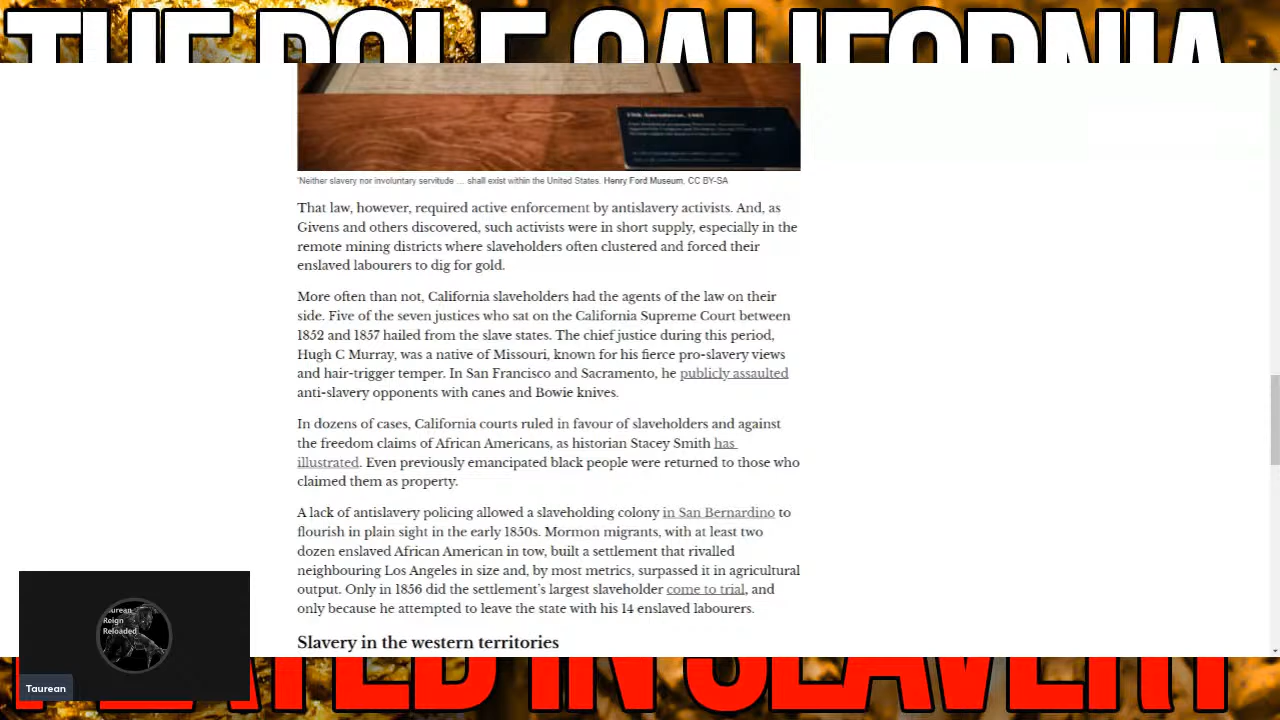 THE ROLE CALIFORNIA
13th Amendment, 1865
'Neither slavery nor involuntary servitude ... shall exist within the United States. Henry Ford Museum, CC BY-SA
That law, however, required active enforcement by antislavery activists. And, as
Givens and others discovered, such activists were in short supply, especially in the
remote mining districts where slaveholders often clustered and forced their
enslaved labourers to dig for gold.
More often than not, California slaveholders had the agents of the law on their
side. Five of the seven justices who sat on the California Supreme Court between
1852 and 1857 hailed from the slave states. The chief justice during this period,
Hugh C Murray, was a native of Missouri, known for his fierce pro-slavery views
and hair-trigger temper. In San Francisco and Sacramento, he publicly assaulted
anti-slavery opponents with canes and Bowie knives.
In dozens of cases, California courts ruled in favour of slaveholders and against
the freedom claims of African Americans, as historian Stacey Smith has
illustrated. Even previously emancipated black people were returned to those who
claimed them as property.
A lack of antislavery policing allowed a slaveholding colony in San Bernardino to
flourish in plain sight in the early 1850s. Mormon migrants, with at least two
dozen enslaved African American in tow, built a settlement that rivalled
neighbouring Los Angeles in size and, by most metrics, surpassed it in agricultural
output. Only in 1856 did the settlement's largest slaveholder come to trial, and
only because he attempted to leave the state with his 14 enslaved labourers.
Slavery in the western territories
Taurean
Reign
Reloaded
Taurean
PLAYED IN SLAVERY